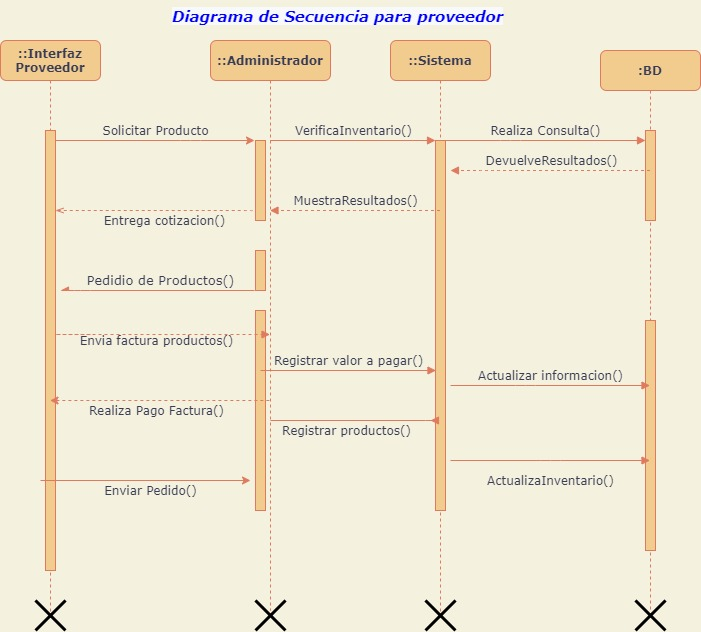 Diagrama de Secuencia para proveedor
::Interfaz
Proveedor
::Administrador
::Sistema
:BD
Solicitar Producto
VerificaInventario()
Realiza Consulta()
DevuelveResultados()
MuestraResultados()
Entrega cotizacion()
Pedidio de Productos()
Envia factura productos()
Registrar valor a pagar()
Actualizar informacion()
Realiza Pago Factura()
Registrar productos()
Enviar Pedido()
ActualizaInventario()